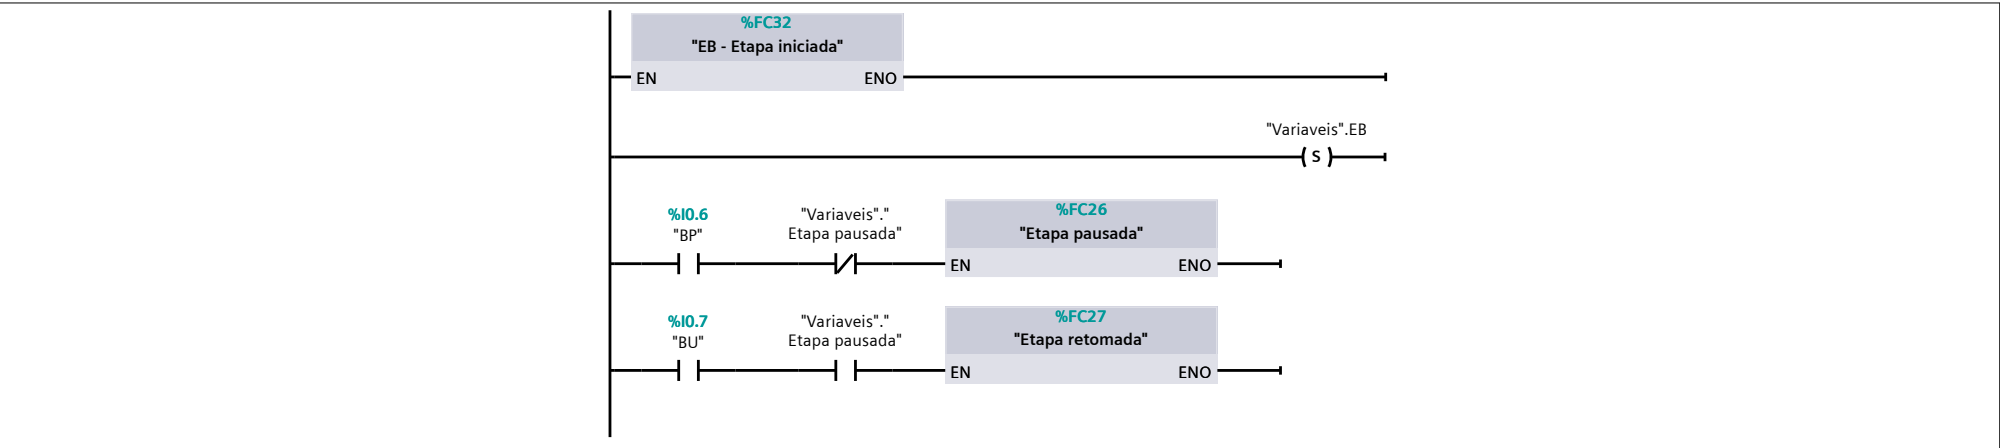 %FC32
"EB - Etapa iniciada"
EN ENO
"Variaveis".EB
S
%I0.6
"BP"
"Variaveis"."
Etapa pausada"
%FC26
"Etapa pausada"
EN ENO
%I0.7
"BU"
"Variaveis"."
Etapa pausada"
%FC27
"Etapa retomada"
EN ENO